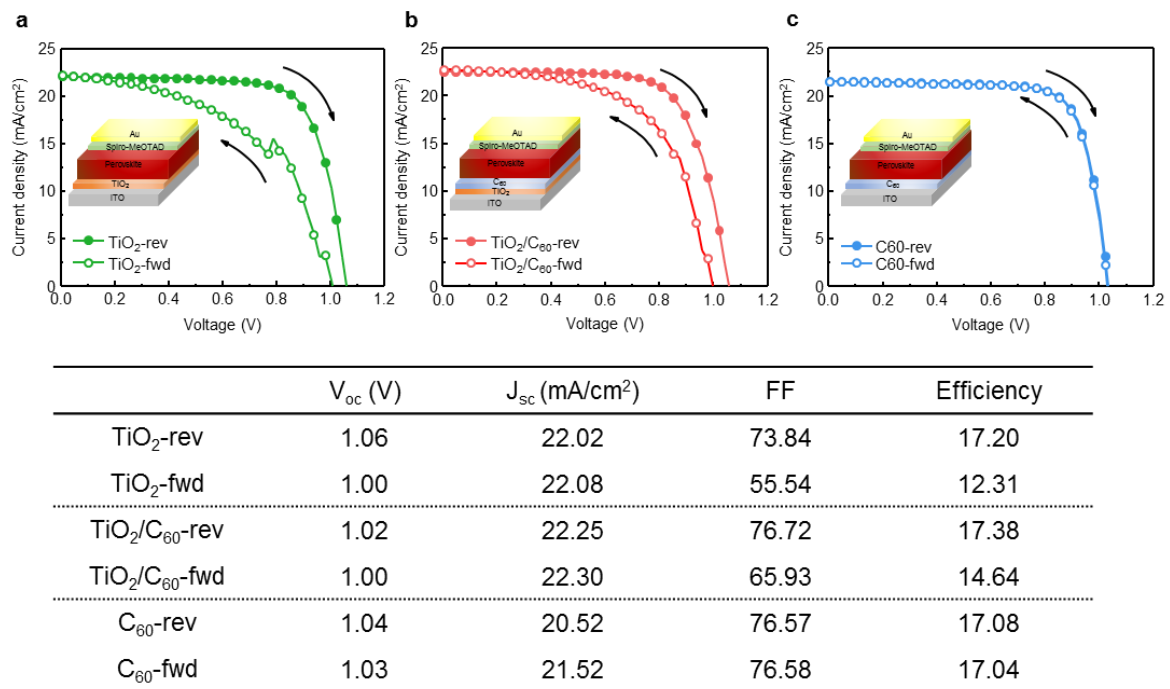 a
Current density (mA/cm²)
25
20
15
10
5
0
Au
Spiro-MeOTAD
Perovskite
TiO₂
ITO
TiO₂-rev
TiO₂-fwd
0.0 0.2 0.4 0.6 0.8 1.0 1.2
Voltage (V)
b
Current density (mA/cm²)
25
20
15
10
5
0
Au
Spiro-MeOTAD
Perovskite
C₆₀
TiO₂
ITO
TiO₂/C₆₀-rev
TiO₂/C₆₀-fwd
0.0 0.2 0.4 0.6 0.8 1.0 1.2
Voltage (V)
c
Current density (mA/cm²)
25
20
15
10
5
0
Au
Spiro-MeOTAD
Perovskite
C₆₀
ITO
C60-rev
C60-fwd
0.0 0.2 0.4 0.6 0.8 1.0 1.2
Voltage (V)
Vₒc (V) Jsc (mA/cm²) FF Efficiency
TiO₂-rev 1.06 22.02 73.84 17.20
TiO₂-fwd 1.00 22.08 55.54 12.31
TiO₂/C₆₀-rev 1.02 22.25 76.72 17.38
TiO₂/C₆₀-fwd 1.00 22.30 65.93 14.64
C₆₀-rev 1.04 20.52 76.57 17.08
C₆₀-fwd 1.03 21.52 76.58 17.04